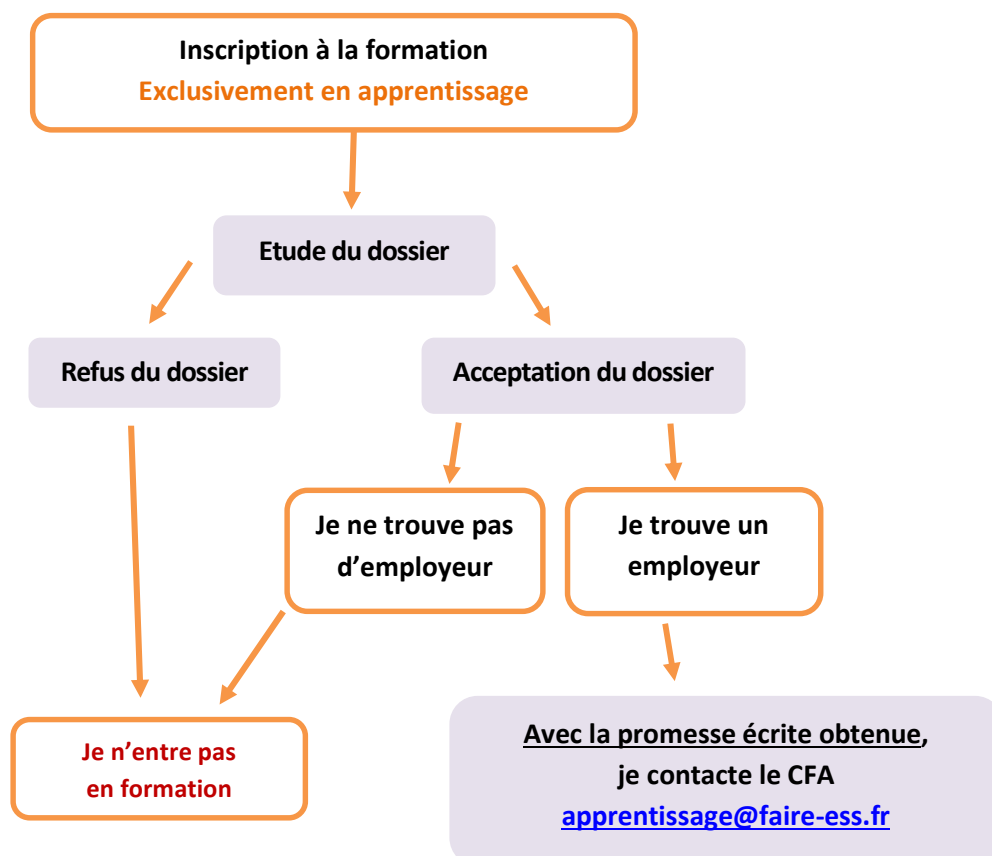 Inscription à la formation
Exclusivement en apprentissage
Etude du dossier
Refus du dossier
Acceptation du dossier
Je ne trouve pas
d’employeur
Je trouve un
employeur
Je n’entre pas
en formation
Avec la promesse écrite obtenue,
je contacte le CFA
apprentissage@faire-ess.fr